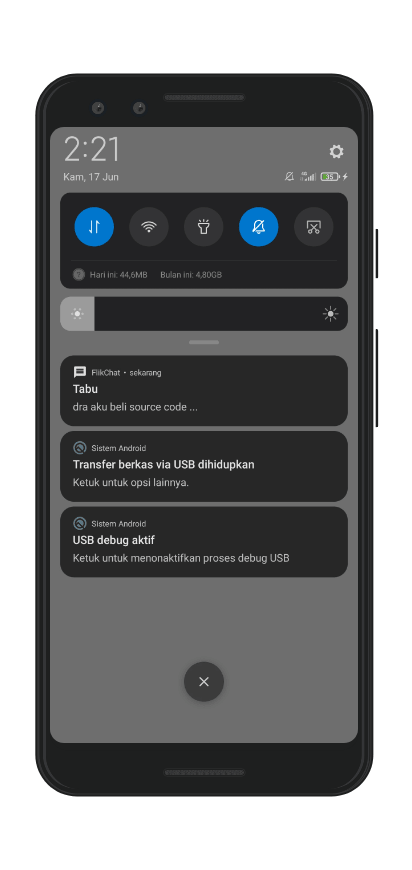 2:21
Kam, 17 Jun
35
Hari ini: 44,6MB Bulan ini: 4,80GB
FlikChat • sekarang
Tabu
dra aku beli source code ...
Sistem Android
Transfer berkas via USB dihidupkan
Ketuk untuk opsi lainnya.
Sistem Android
USB debug aktif
Ketuk untuk menonaktifkan proses debug USB